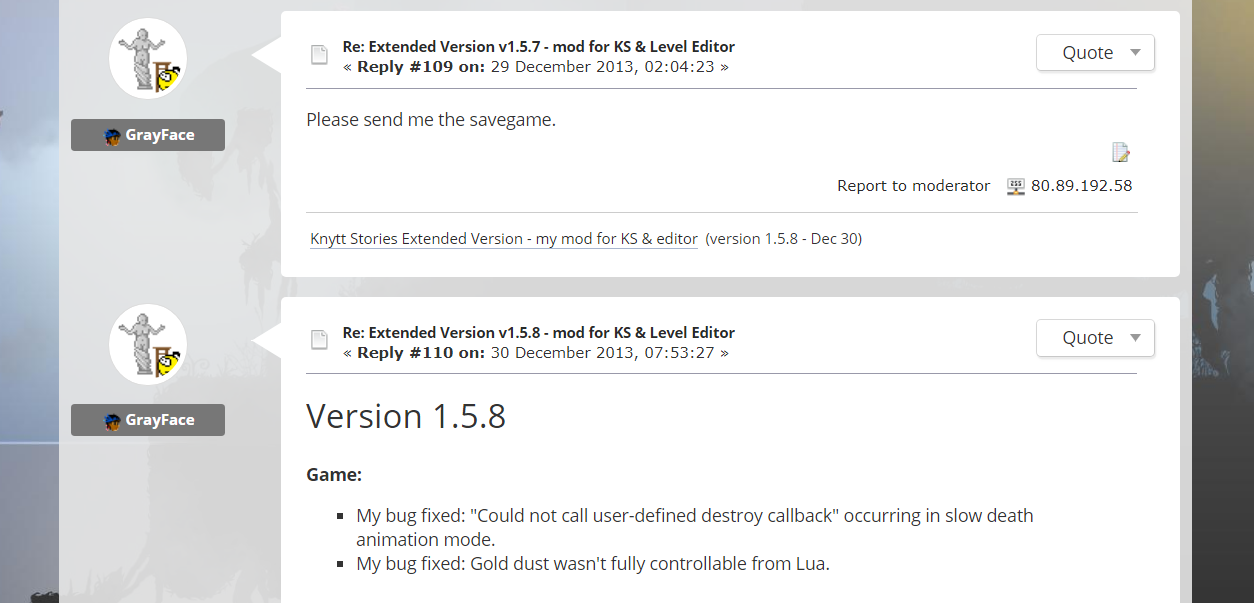 Re: Extended Version v1.5.7 - mod for KS & Level Editor
« Reply #109 on: 29 December 2013, 02:04:23 »
Quote
GrayFace
Please send me the savegame.
Report to moderator 80.89.192.58
Knytt Stories Extended Version - my mod for KS & editor (version 1.5.8 - Dec 30)
Re: Extended Version v1.5.8 - mod for KS & Level Editor
« Reply #110 on: 30 December 2013, 07:53:27 »
Quote
GrayFace
Version 1.5.8
Game:
My bug fixed: "Could not call user-defined destroy callback" occurring in slow death
animation mode.
My bug fixed: Gold dust wasn't fully controllable from Lua.